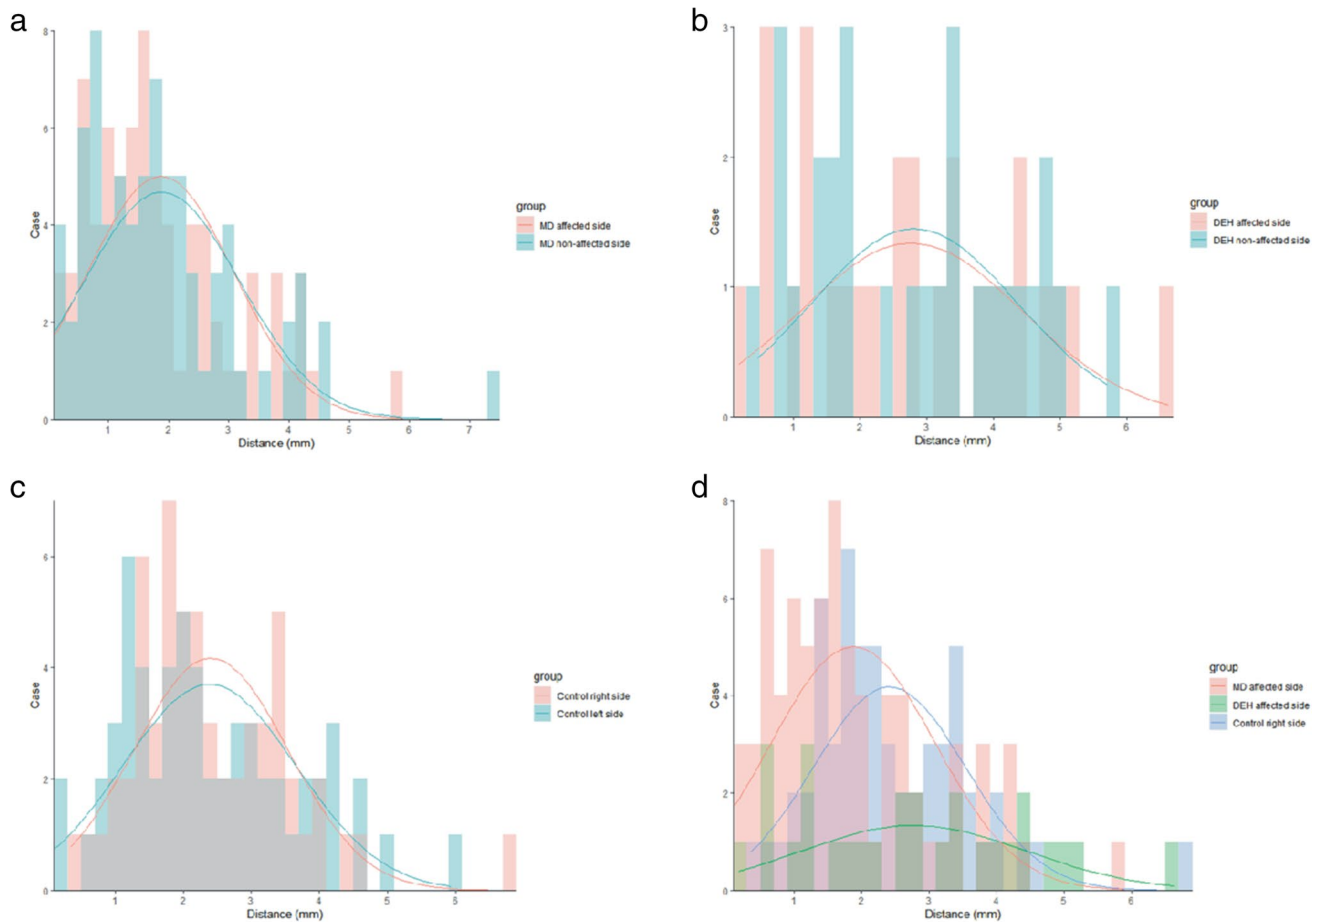 a
8
6
4
2
0
Case
1 2 3 4 5 6 7
Distance (mm)
group
MD affected side
MD non-affected side
b
3
2
1
0
Case
1 2 3 4 5 6
Distance (mm)
group
DEH affected side
DEH non-affected side
c
6
4
2
0
Case
1 2 3 4 5 6
Distance (mm)
group
Control right side
Control left side
d
8
6
4
2
0
Case
1 2 3 4 5 6
Distance (mm)
group
MD affected side
DEH affected side
Control right side